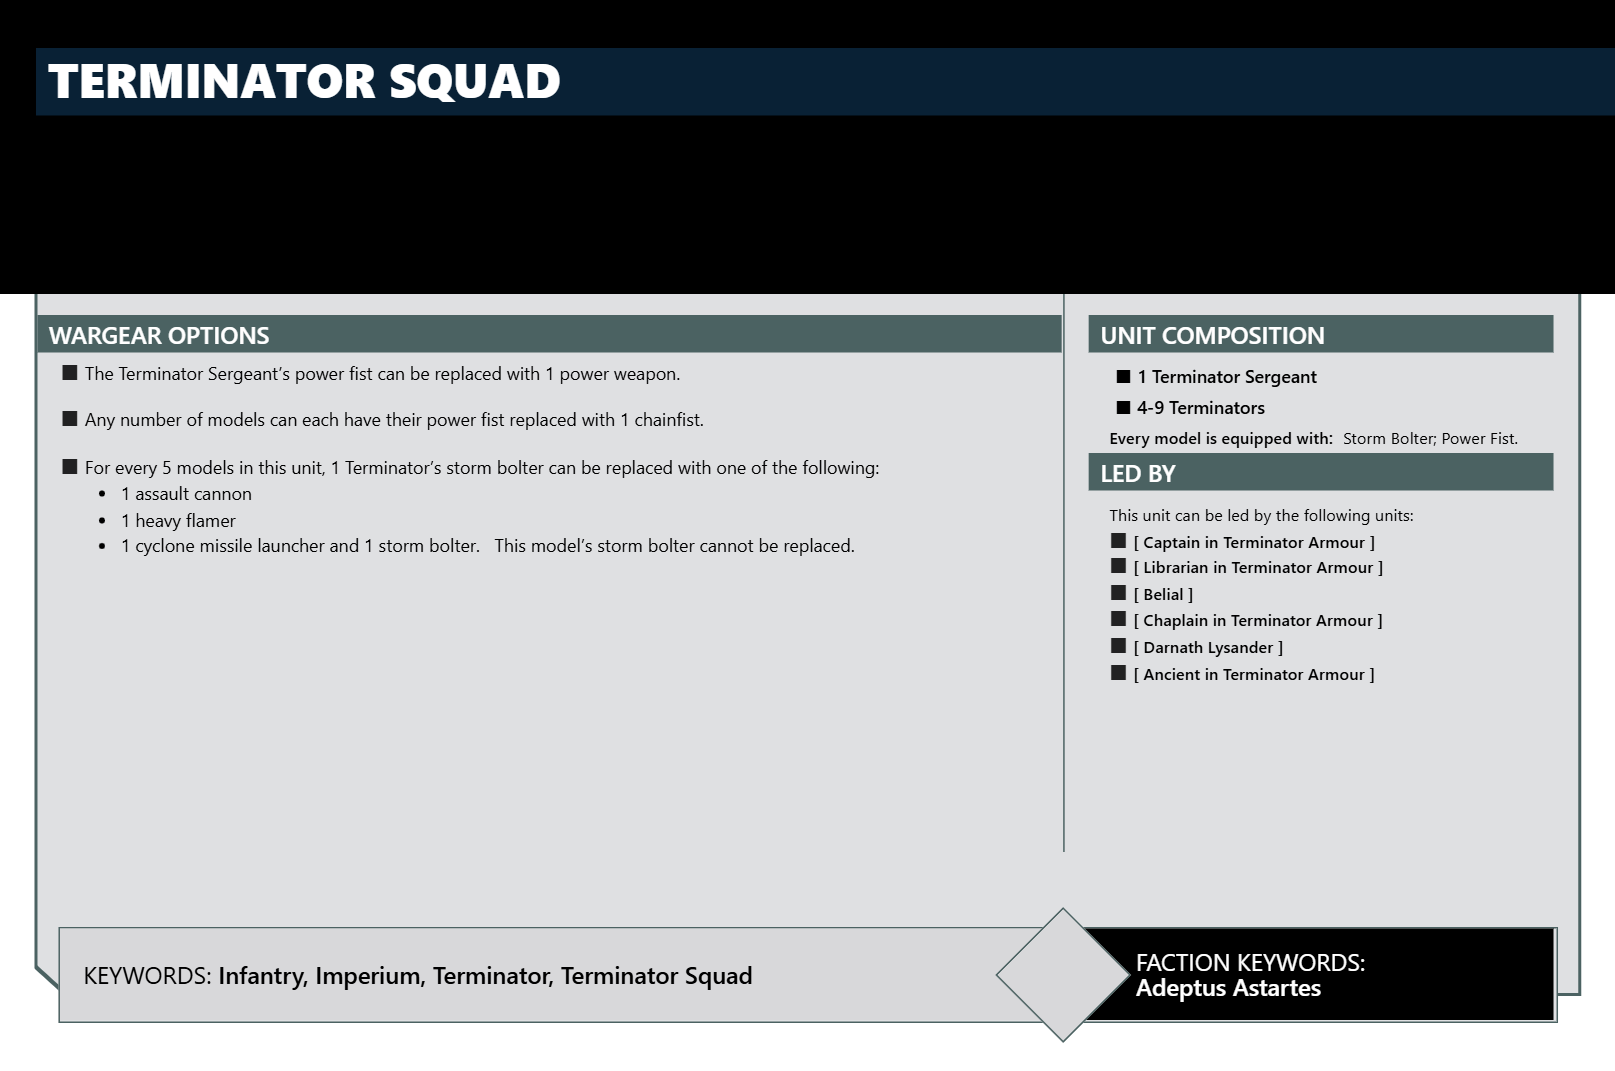 TERMINATOR SQUAD
WARGEAR OPTIONS
The Terminator Sergeant’s power fist can be replaced with 1 power weapon.
Any number of models can each have their power fist replaced with 1 chainfist.
For every 5 models in this unit, 1 Terminator’s storm bolter can be replaced with one of the following:
• 1 assault cannon
• 1 heavy flamer
• 1 cyclone missile launcher and 1 storm bolter. This model’s storm bolter cannot be replaced.
UNIT COMPOSITION
■ 1 Terminator Sergeant
■ 4-9 Terminators
Every model is equipped with: Storm Bolter; Power Fist.
LED BY
This unit can be led by the following units:
■ [ Captain in Terminator Armour ]
■ [ Librarian in Terminator Armour ]
■ [ Belial ]
■ [ Chaplain in Terminator Armour ]
■ [ Darnath Lysander ]
■ [ Ancient in Terminator Armour ]
KEYWORDS: Infantry, Imperium, Terminator, Terminator Squad
FACTION KEYWORDS:
Adeptus Astartes